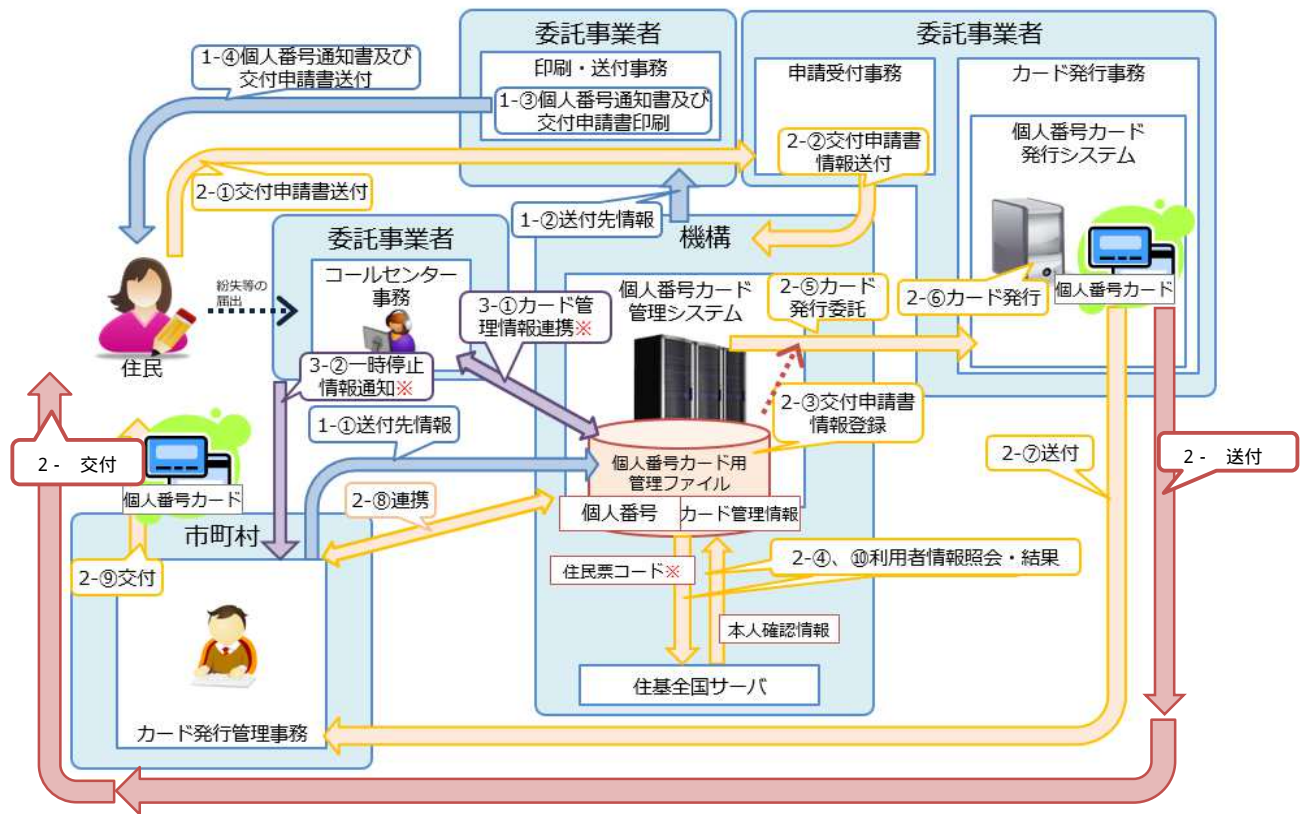 委託事業者
印刷・送付事務
1-③個人番号通知書及び
交付申請書印刷
委託事業者
申請受付事務
カード発行事務
個人番号カード
発行システム
1-④個人番号通知書及び
交付申請書送付
2-①交付申請書送付
2-②交付申請書
情報送付
1-②送付先情報
機構
委託事業者
コールセンター
事務
紛失等の
届出
住民
3-①カード管
理情報連携※
3-②一時停止
情報通知※
個人番号カード
管理システム
2-⑤カード
発行委託
2-⑥カード発行
個人番号カード
2-③交付申請書
情報登録
1-①送付先情報
2- 交付
個人番号カード
個人番号カード用
管理ファイル
個人番号
カード管理情報
2-⑦送付
2- 送付
2-⑧連携
市町村
2-⑨交付
住民票コード※
2-④、⑩利用者情報照会・結果
本人確認情報
住基全国サーバ
カード発行管理事務